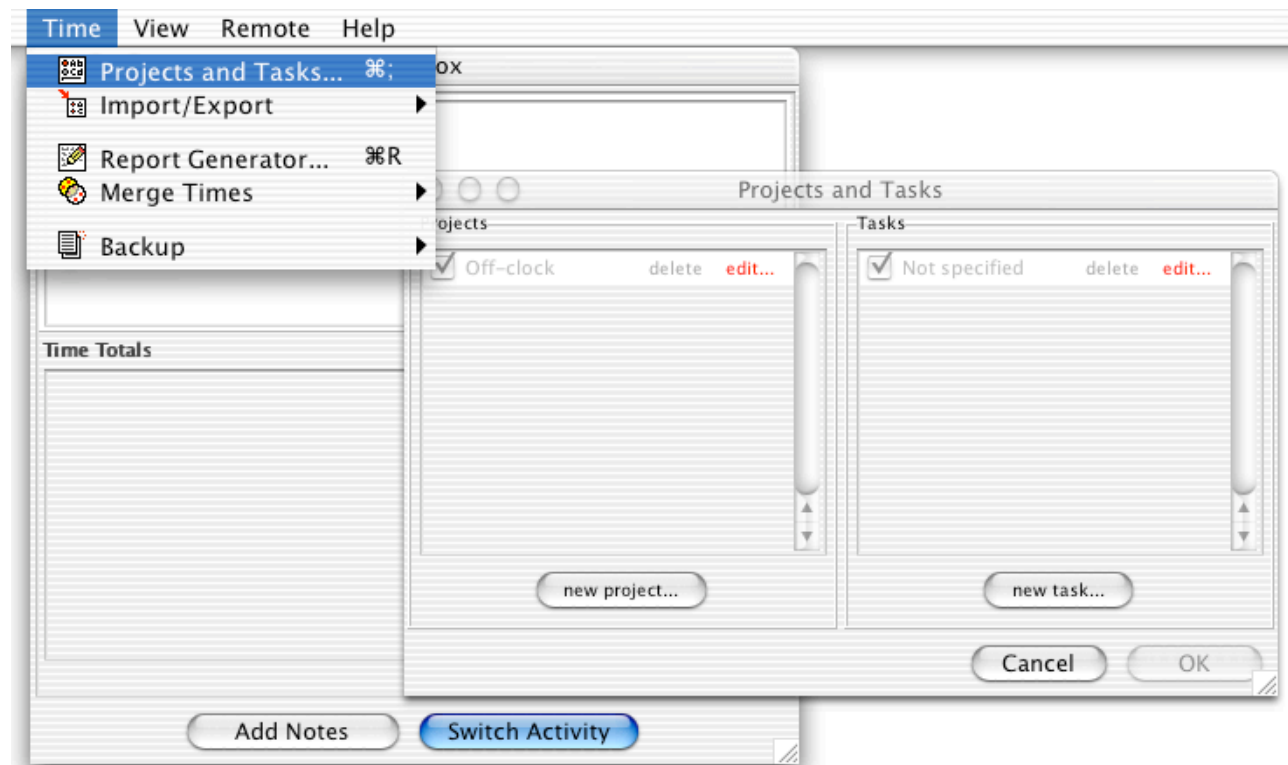 Time View Remote Help
Projects and Tasks... ⌘;
Import/Export
Report Generator... ⌘R
Merge Times
Backup
Projects and Tasks
Tasks
Off-clock delete edit...
Not specified delete edit...
Time Totals
new project...
new task...
Cancel
OK
Add Notes
Switch Activity